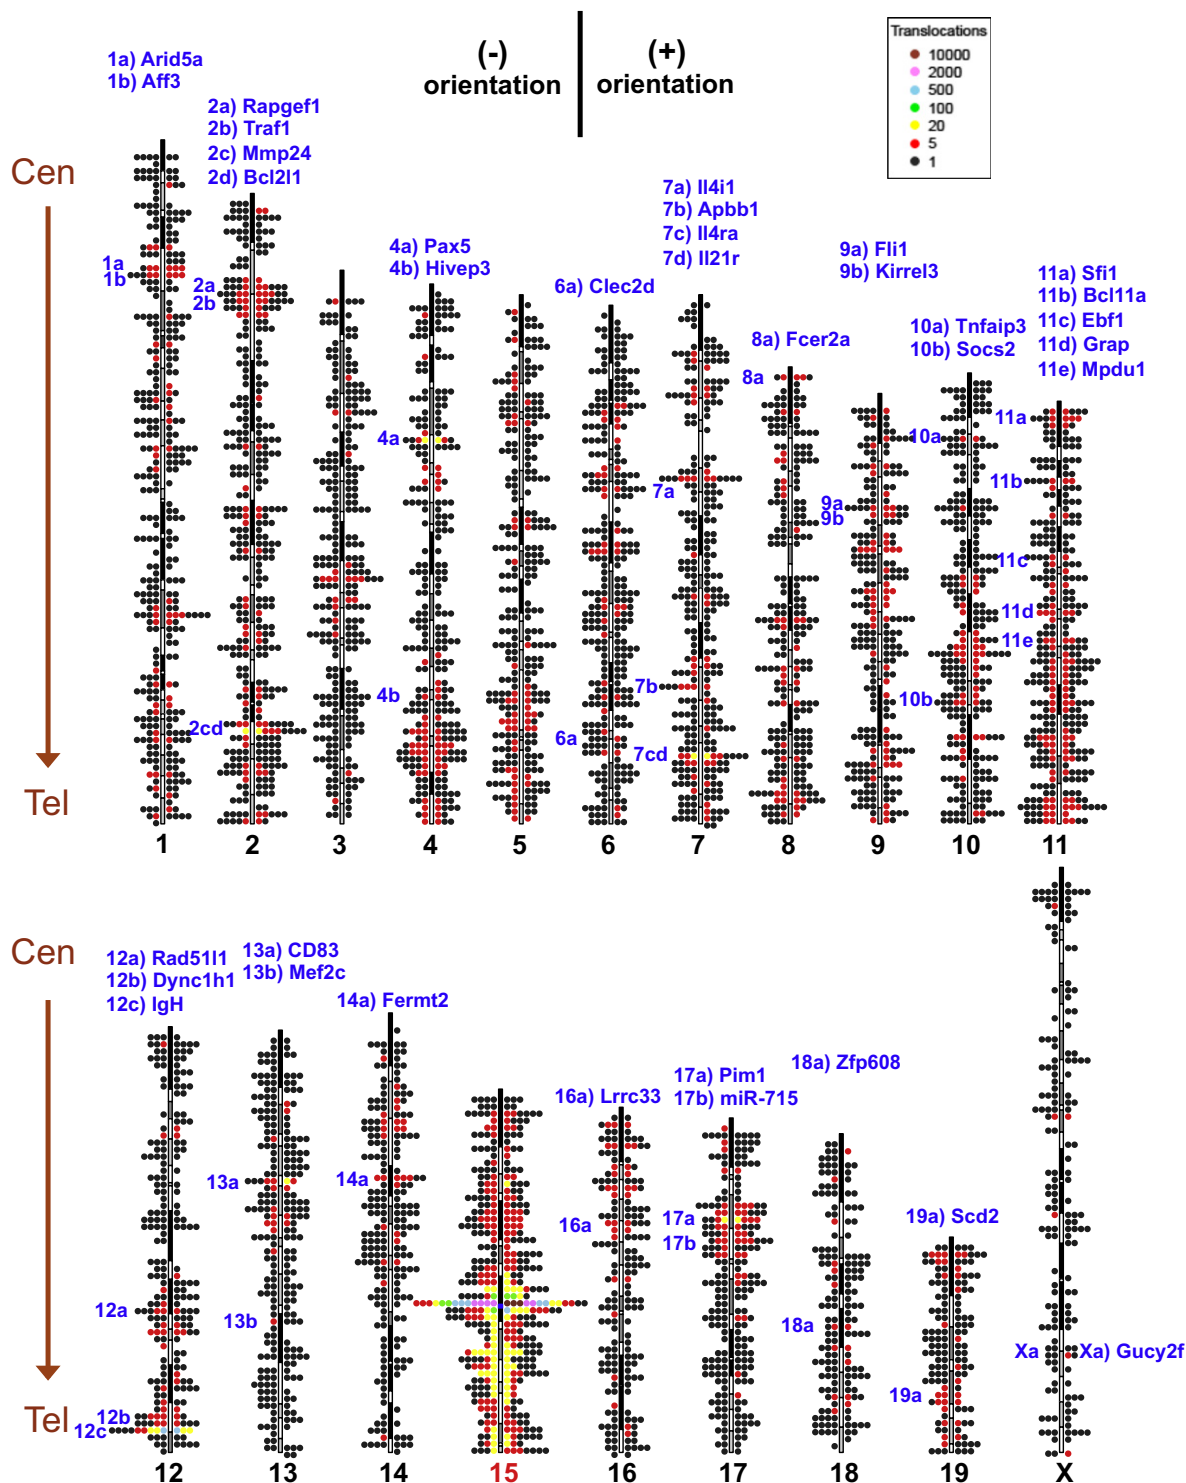 1a) Arid5a
1b) Aff3
2a) Rapgef1
2b) Traf1
2c) Mmp24
2d) Bcl2l1
(-)
orientation
(+)
orientation
Translocations
10000
2000
500
100
20
5
1
Cen
Tel
4a) Pax5
4b) Hivep3
6a) Clec2d
7a) Il4i1
7b) Apbb1
7c) Il4ra
7d) Il21r
8a) Fcer2a
9a) Fli1
9b) Kirrel3
10a) Tnfaip3
10b) Socs2
11a) Sfi1
11b) Bcl11a
11c) Ebf1
11d) Grap
11e) Mpdu1
1a
1b
2a
2b
2cd
4a
4b
6a
7a
7b
7cd
8a
9a
9b
10a
10b
11a
11b
11c
11d
11e
1 2 3 4 5 6 7 8 9 10 11
Cen
Tel
12a) Rad51l1
12b) Dync1h1
12c) IgH
13a) CD83
13b) Mef2c
14a) Fermt2
16a) Lrrc33
17a) Pim1
17b) miR-715
18a) Zfp608
19a) Scd2
Xa) Gucy2f
12a
12b
12c
13a
13b
14a
16a
17a
17b
18a
19a
Xa
12 13 14 15 16 17 18 19 X